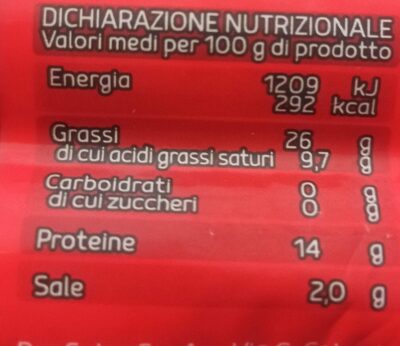 DICHIARAZIONE NUTRIZIONALE
Valori medi per 100 g di prodotto
Energia 1209 kJ
292 kcal
Grassi 26 g
di cui acidi grassi saturi 9,7 g
Carboidrati 0 g
di cui zuccheri 0 g
Proteine 14 g
Sale 2,0 g